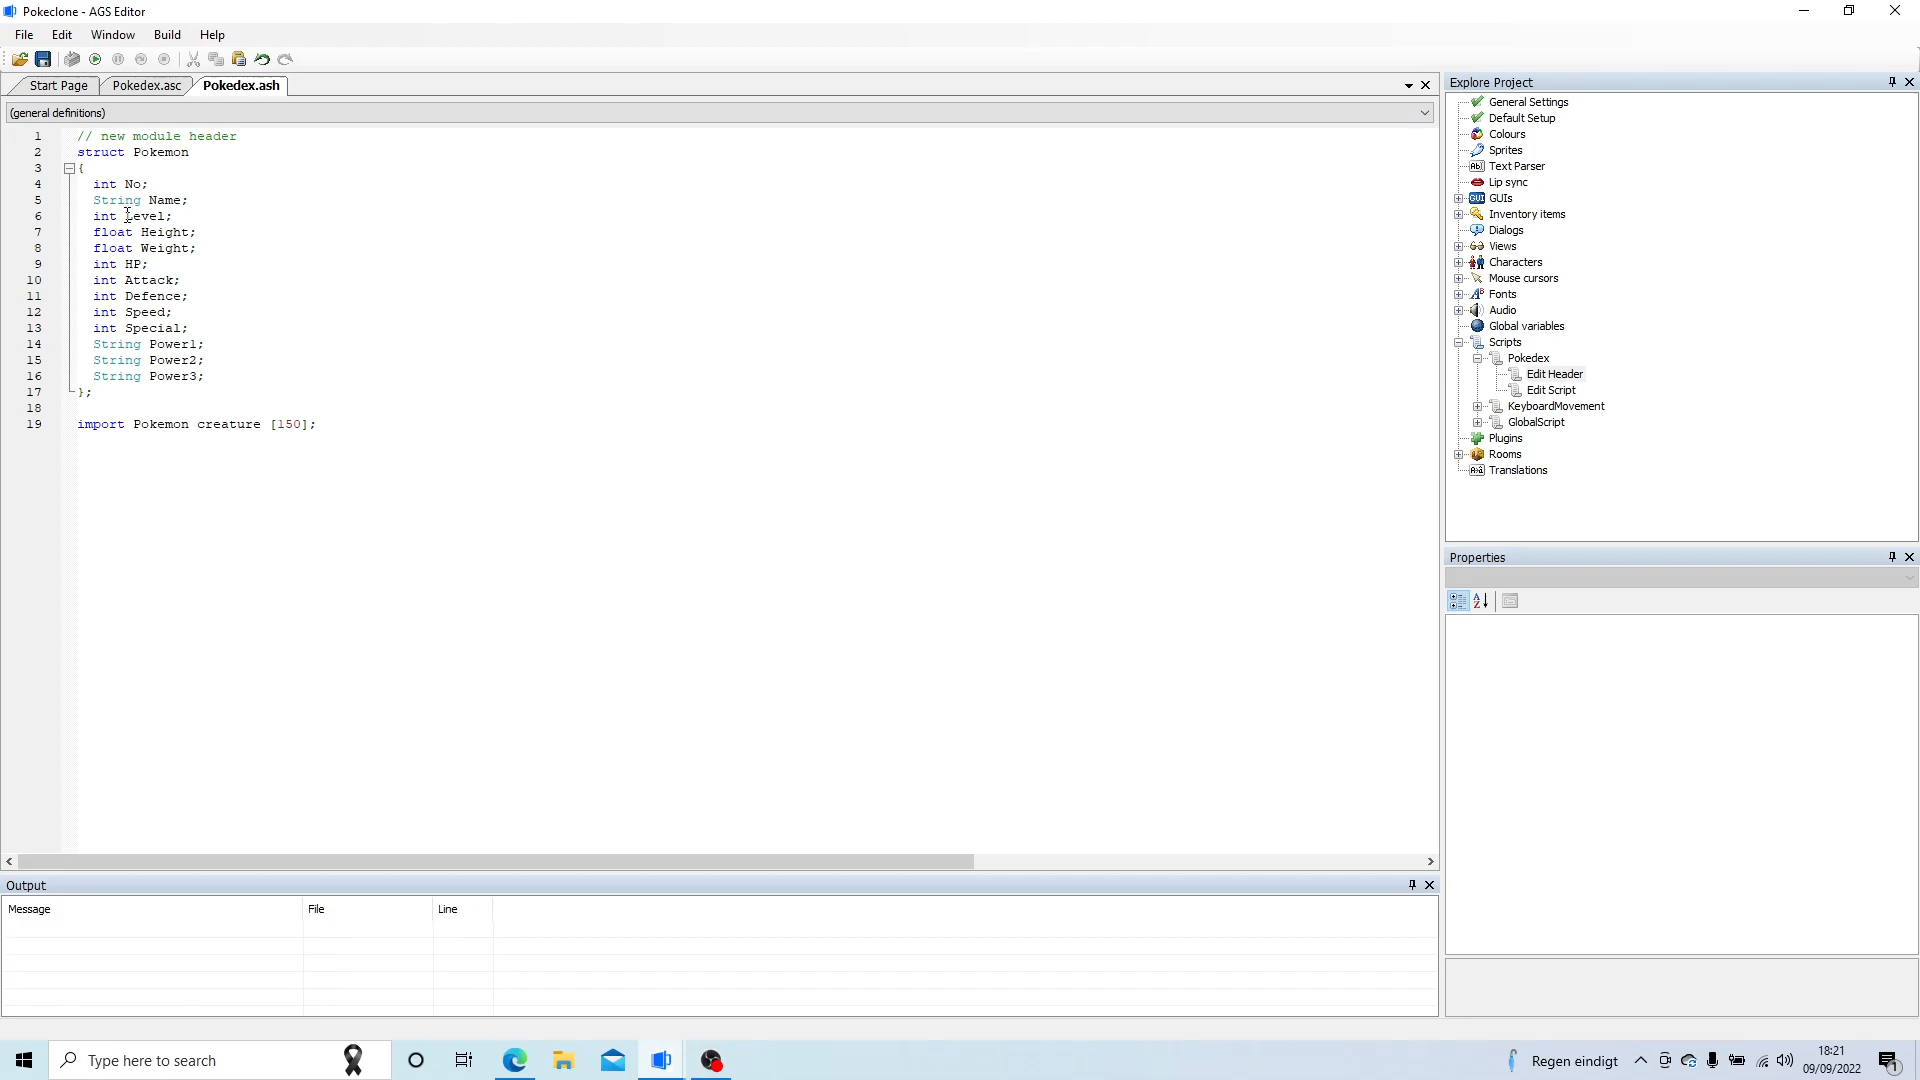 Pokeclone - AGS Editor
File Edit Window Build Help
Start Page Pokedex.asc Pokedex.ash
(general definitions)
1 // new module header
2 struct Pokemon
3 {
4 int No;
5 String Name;
6 int Level;
7 float Height;
8 float Weight;
9 int HP;
10 int Attack;
11 int Defence;
12 int Speed;
13 int Special;
14 String Power1;
15 String Power2;
16 String Power3;
17 };
18
19 import Pokemon creature [150];
Explore Project
General Settings
Default Setup
Colours
Sprites
Text Parser
Lip sync
GUIs
Inventory items
Dialogs
Views
Characters
Mouse cursors
Fonts
Audio
Global variables
Scripts
Pokedex
Edit Header
Edit Script
KeyboardMovement
GlobalScript
Plugins
Rooms
Translations
Properties
Output
Message File Line
Type here to search
Regen eindigt
18:21
09/09/2022
1